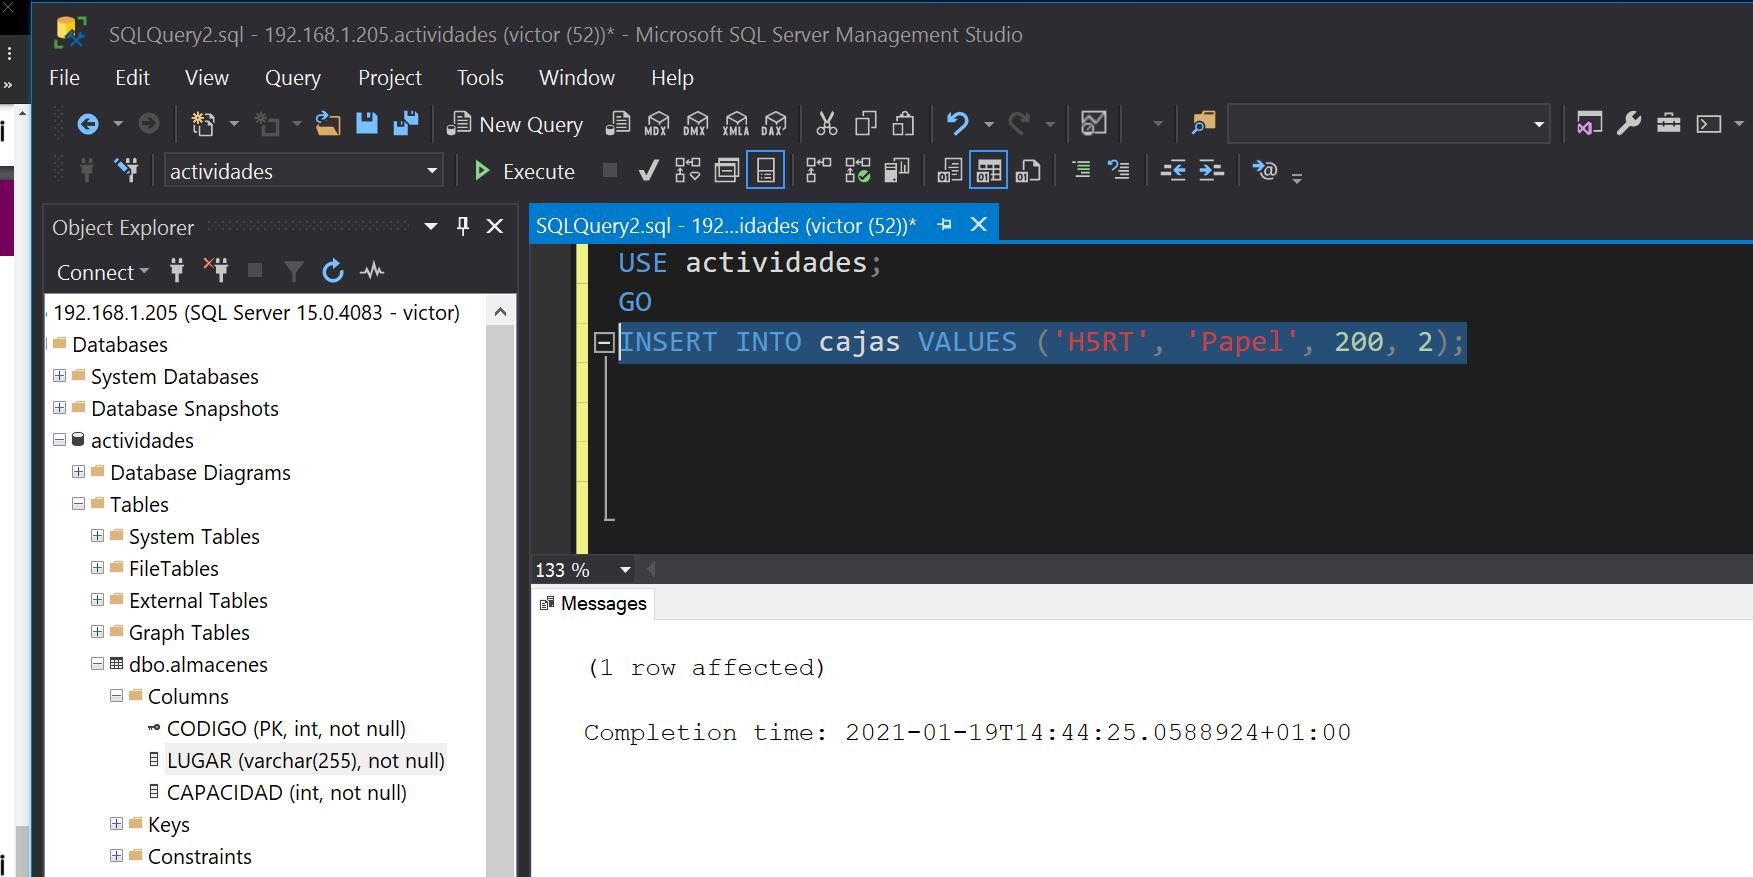 SQLQuery2.sql - 192.168.1.205.actividades (victor (52))* - Microsoft SQL Server Management Studio
File Edit View Query Project Tools Window Help
New Query MDX DMX XMLA DAX
actividades Execute
Object Explorer
Connect
192.168.1.205 (SQL Server 15.0.4083 - victor)
Databases
System Databases
Database Snapshots
actividades
Database Diagrams
Tables
System Tables
FileTables
External Tables
Graph Tables
dbo.almacenes
Columns
CODIGO (PK, int, not null)
LUGAR (varchar(255), not null)
CAPACIDAD (int, not null)
Keys
Constraints
SQLQuery2.sql - 192...idades (victor (52))*
USE actividades;
GO
INSERT INTO cajas VALUES ('H5RT', 'Papel', 200, 2);
133 %
Messages
(1 row affected)
Completion time: 2021-01-19T14:44:25.0588924+01:00